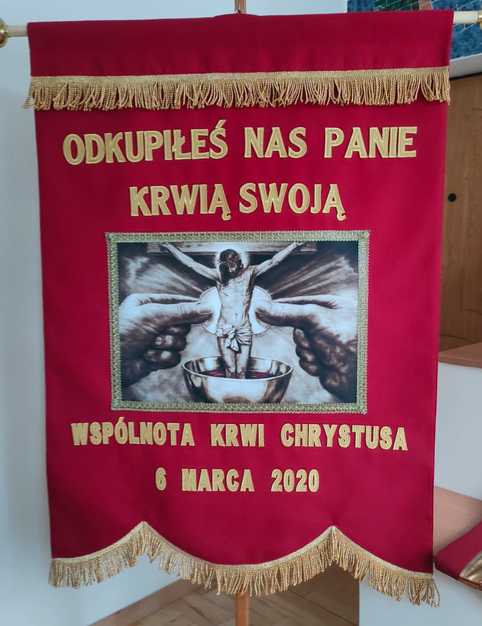 ODKUPIŁEŚ NAS PANIE
KRWIĄ SWOJĄ
WSPÓLNOTA KRWI CHRYSTUSA
6 MARCA 2020